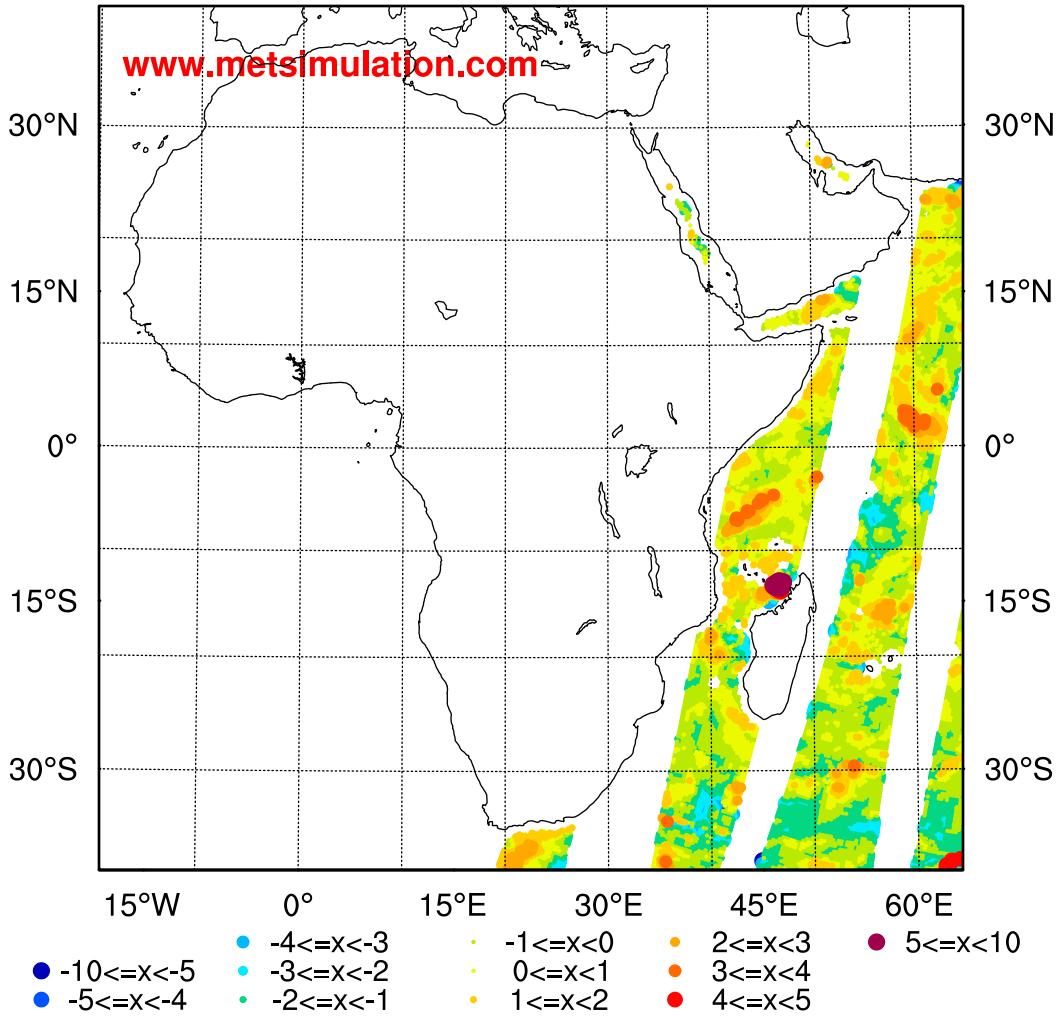 www.metsimulation.com
30°N 30°N
15°N 15°N
0° 0°
15°S 15°S
30°S 30°S
15°W 0° 15°E 30°E 45°E 60°E
-4<=x<-3 -1<=x<0 2<=x<3 5<=x<10
-10<=x<-5 -3<=x<-2 0<=x<1 3<=x<4
-5<=x<-4 -2<=x<-1 1<=x<2 4<=x<5